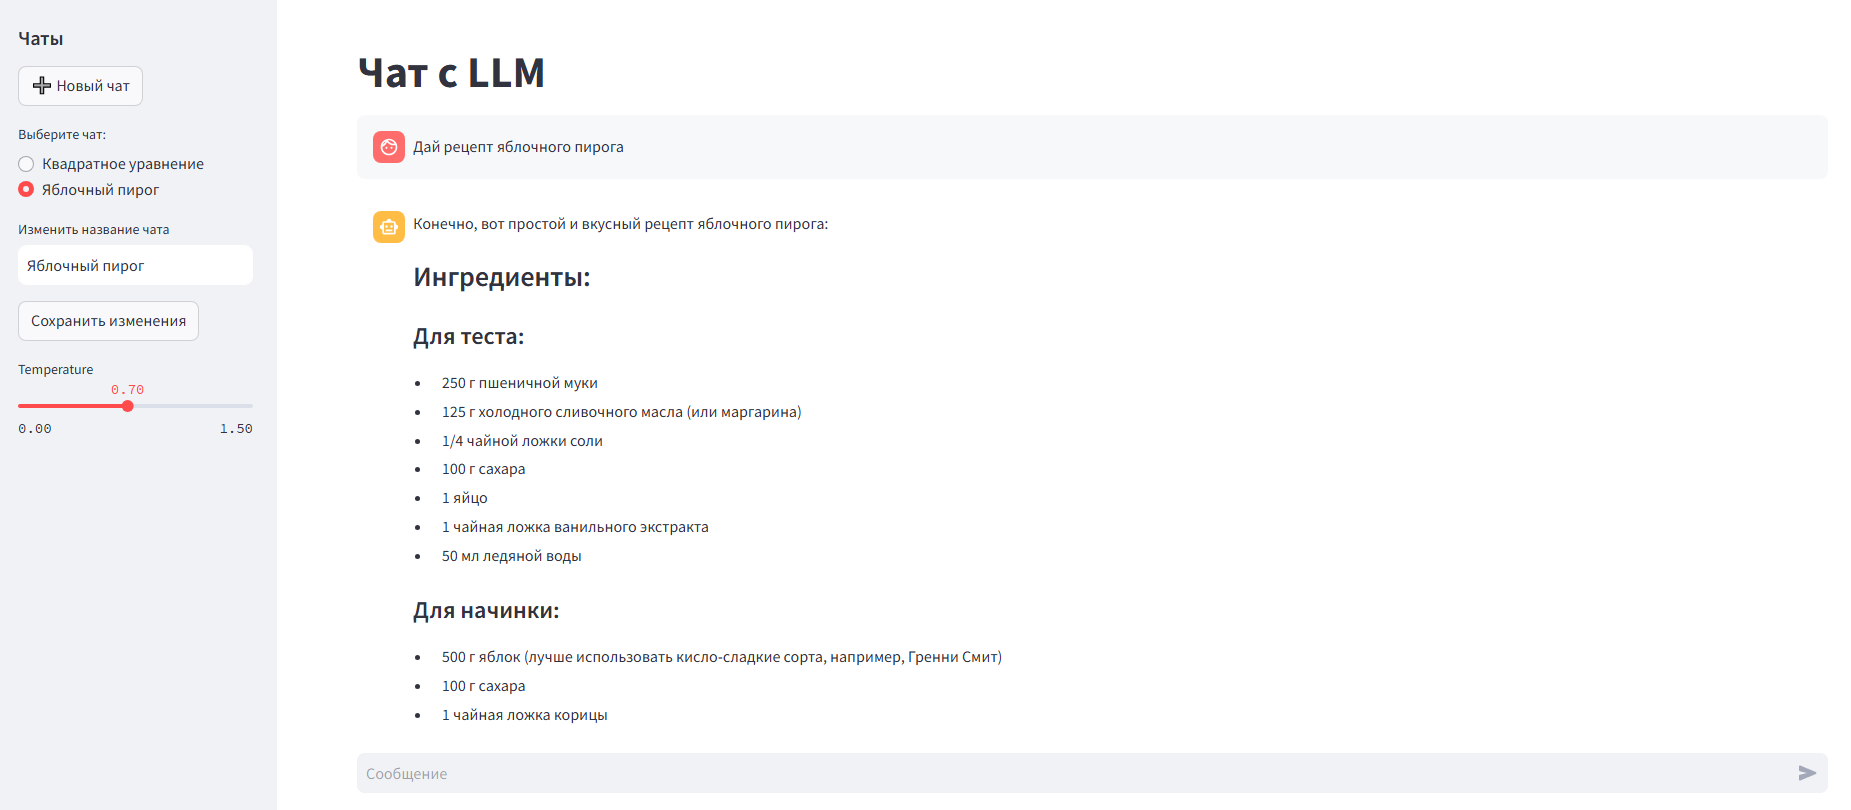 Чаты
Новый чат
Выберите чат:
Квадратное уравнение
Яблочный пирог
Изменить название чата
Яблочный пирог
Сохранить изменения
Temperature
0.70
0.00 1.50
Чат с LLM
Дай рецепт яблочного пирога
Конечно, вот простой и вкусный рецепт яблочного пирога:
Ингредиенты:
Для теста:
250 г пшеничной муки
125 г холодного сливочного масла (или маргарина)
1/4 чайной ложки соли
100 г сахара
1 яйцо
1 чайная ложка ванильного экстракта
50 мл ледяной воды
Для начинки:
500 г яблок (лучше использовать кисло-сладкие сорта, например, Гренни Смит)
100 г сахара
1 чайная ложка корицы
Сообщение